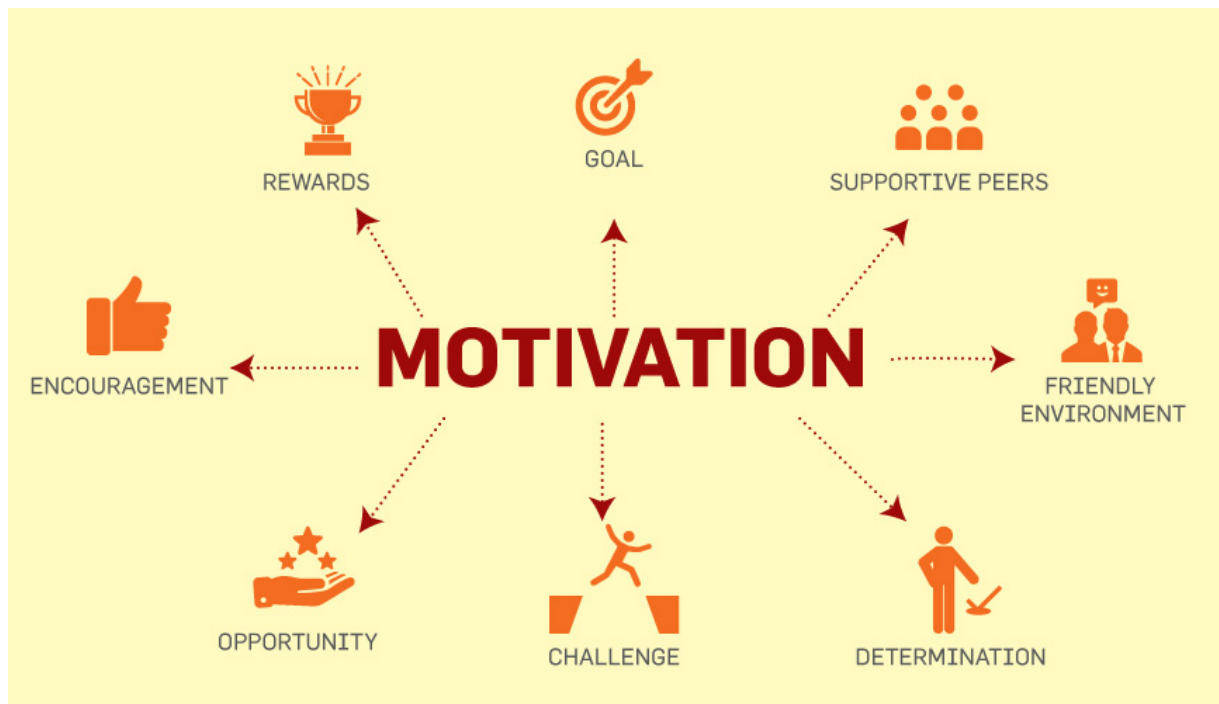 REWARDS
GOAL
SUPPORTIVE PEERS
ENCOURAGEMENT
MOTIVATION
FRIENDLY
ENVIRONMENT
OPPORTUNITY
CHALLENGE
DETERMINATION